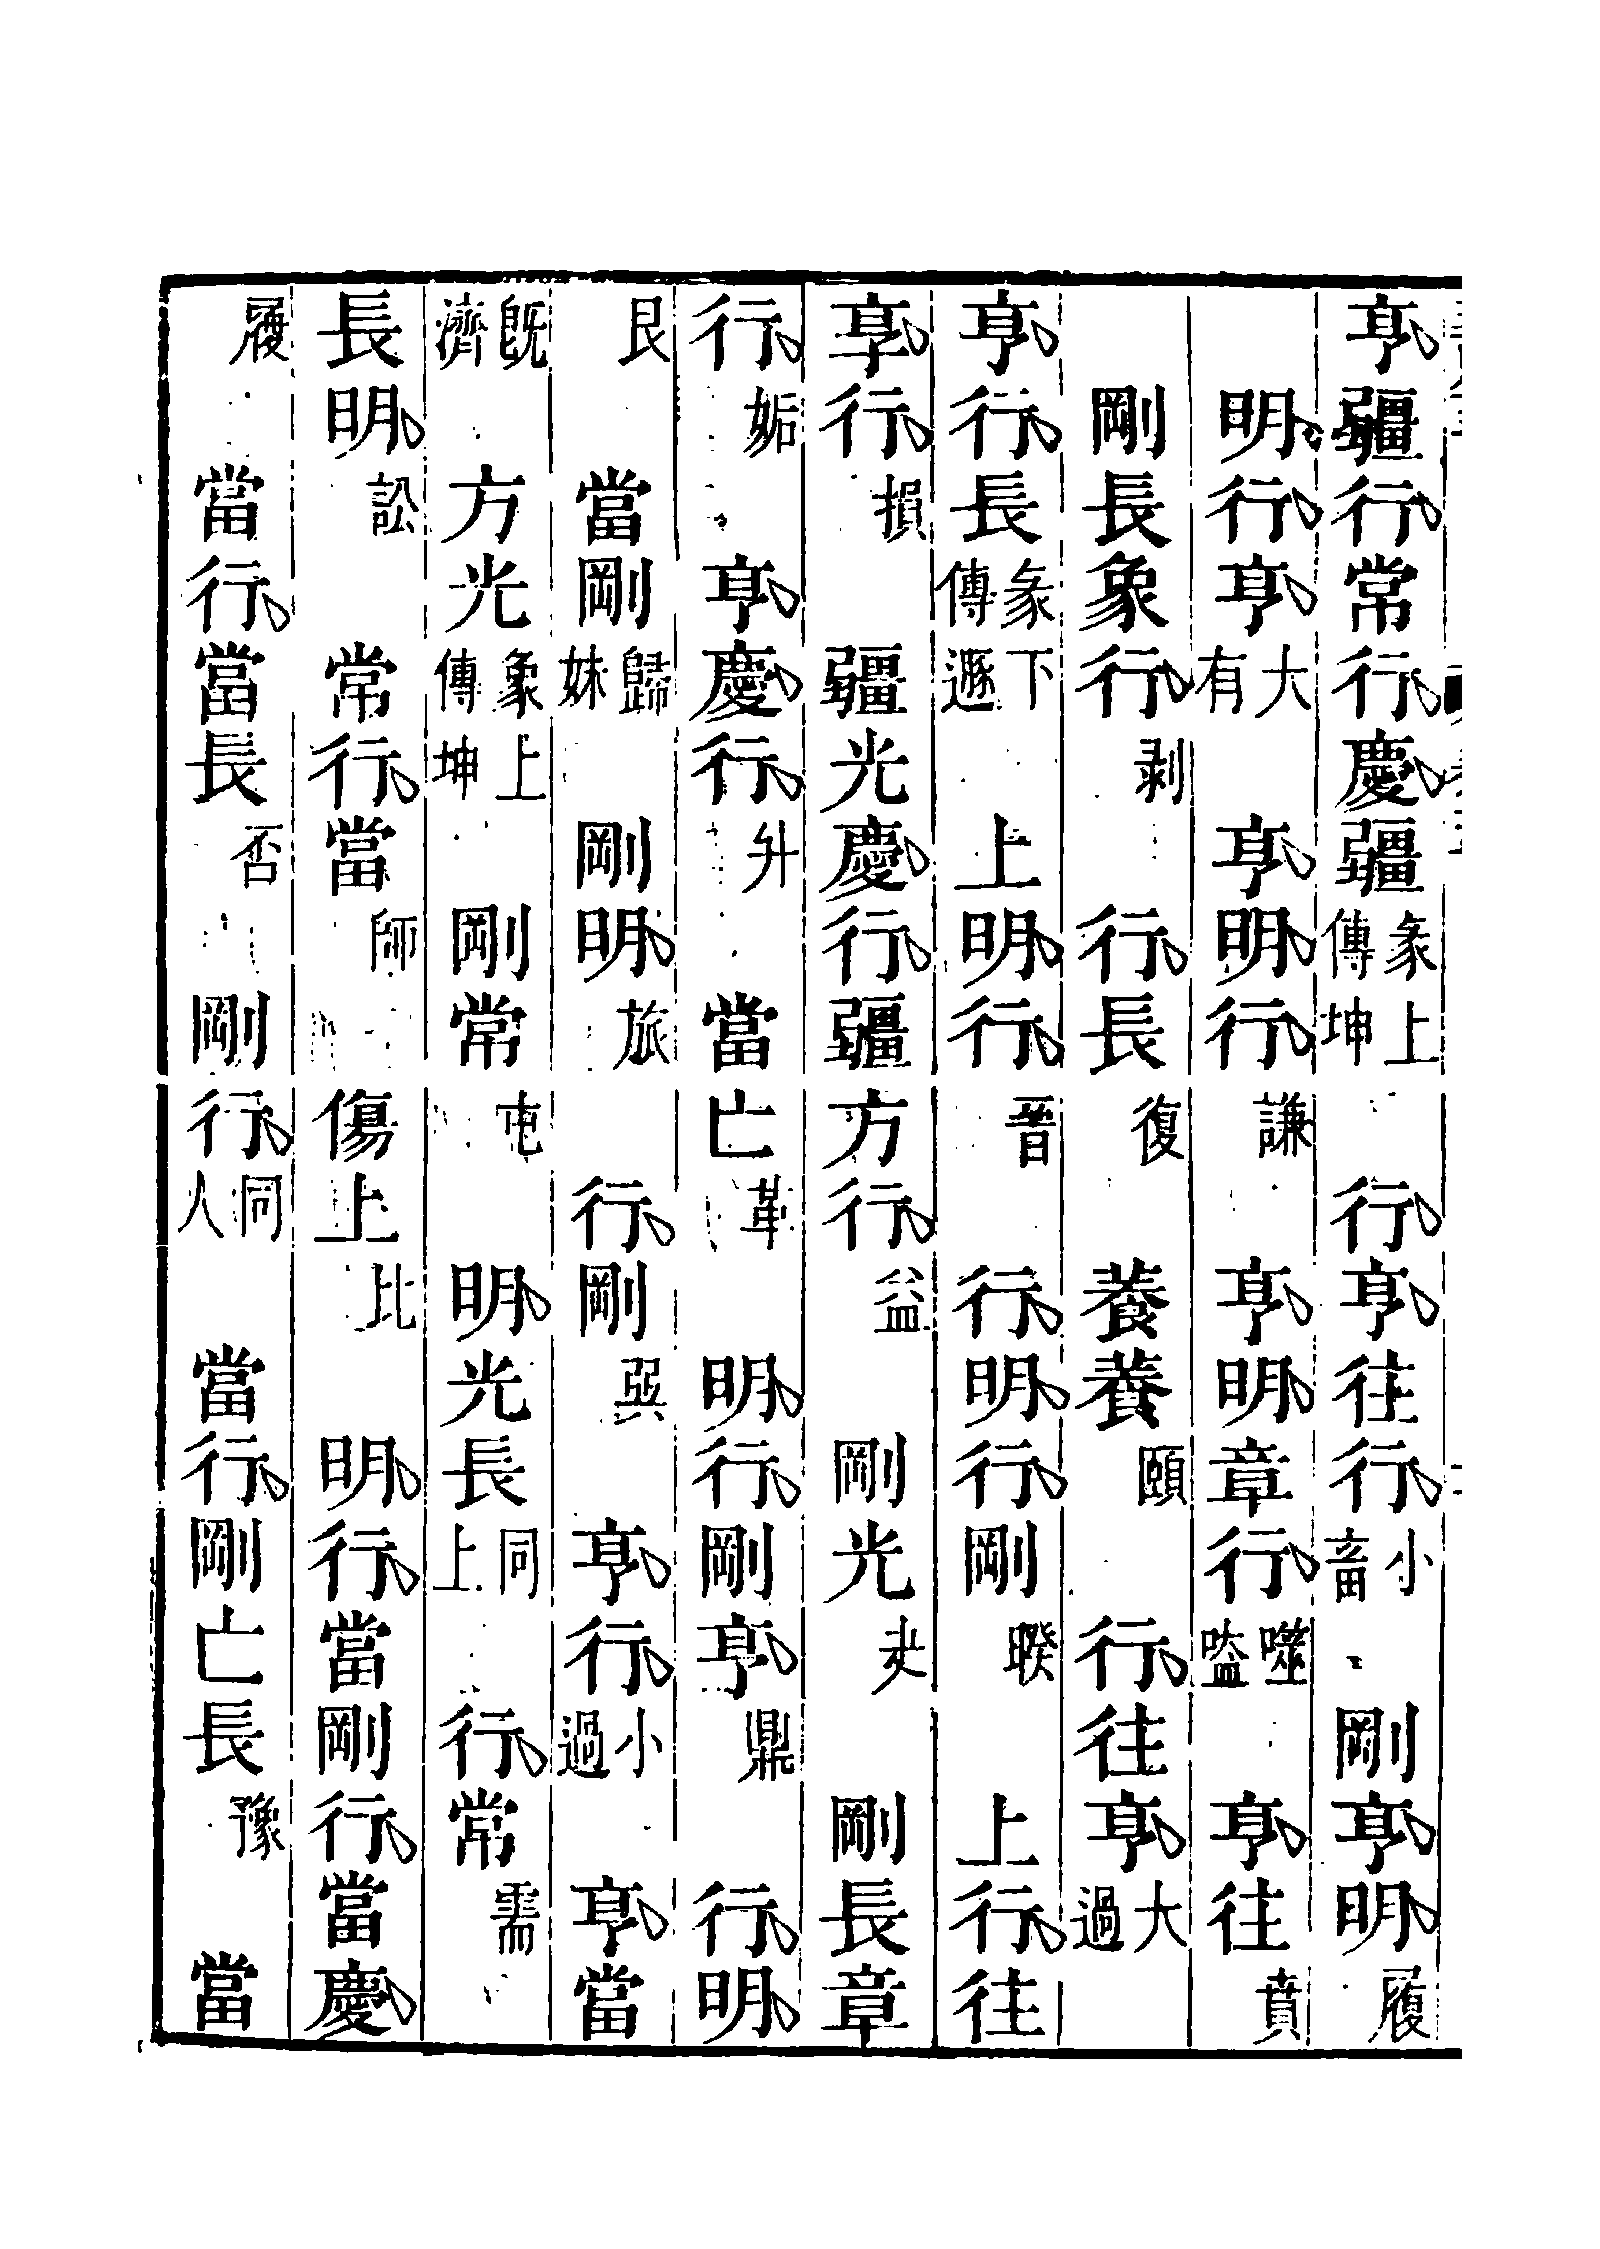 亨疆行常行慶疆彖傳上坤　行亨往行小畜　剛亨明履
　明行亨大有　亨明行謙　亨明章行噬嗑　亨往賁
　剛長象行剥　行長復　養養頤　行往亨大過
亨行長彖傳下遯　上明行晉　行明行剛睽　上行往
亨行損　疆光慶行疆方行益　剛光夬　剛長章
行姤　亨慶行升　當亡革　明行剛亨鼎　行明
艮　當剛歸妹　剛明旅　行剛巽　亨行小過　亨當
既濟　方光象傳上坤　剛常屯　明光長同上　行常需
長明訟　常行當師　傷上比　明行當剛行當慶
履　當行當長否　剛行同人　當行剛亡長豫　當